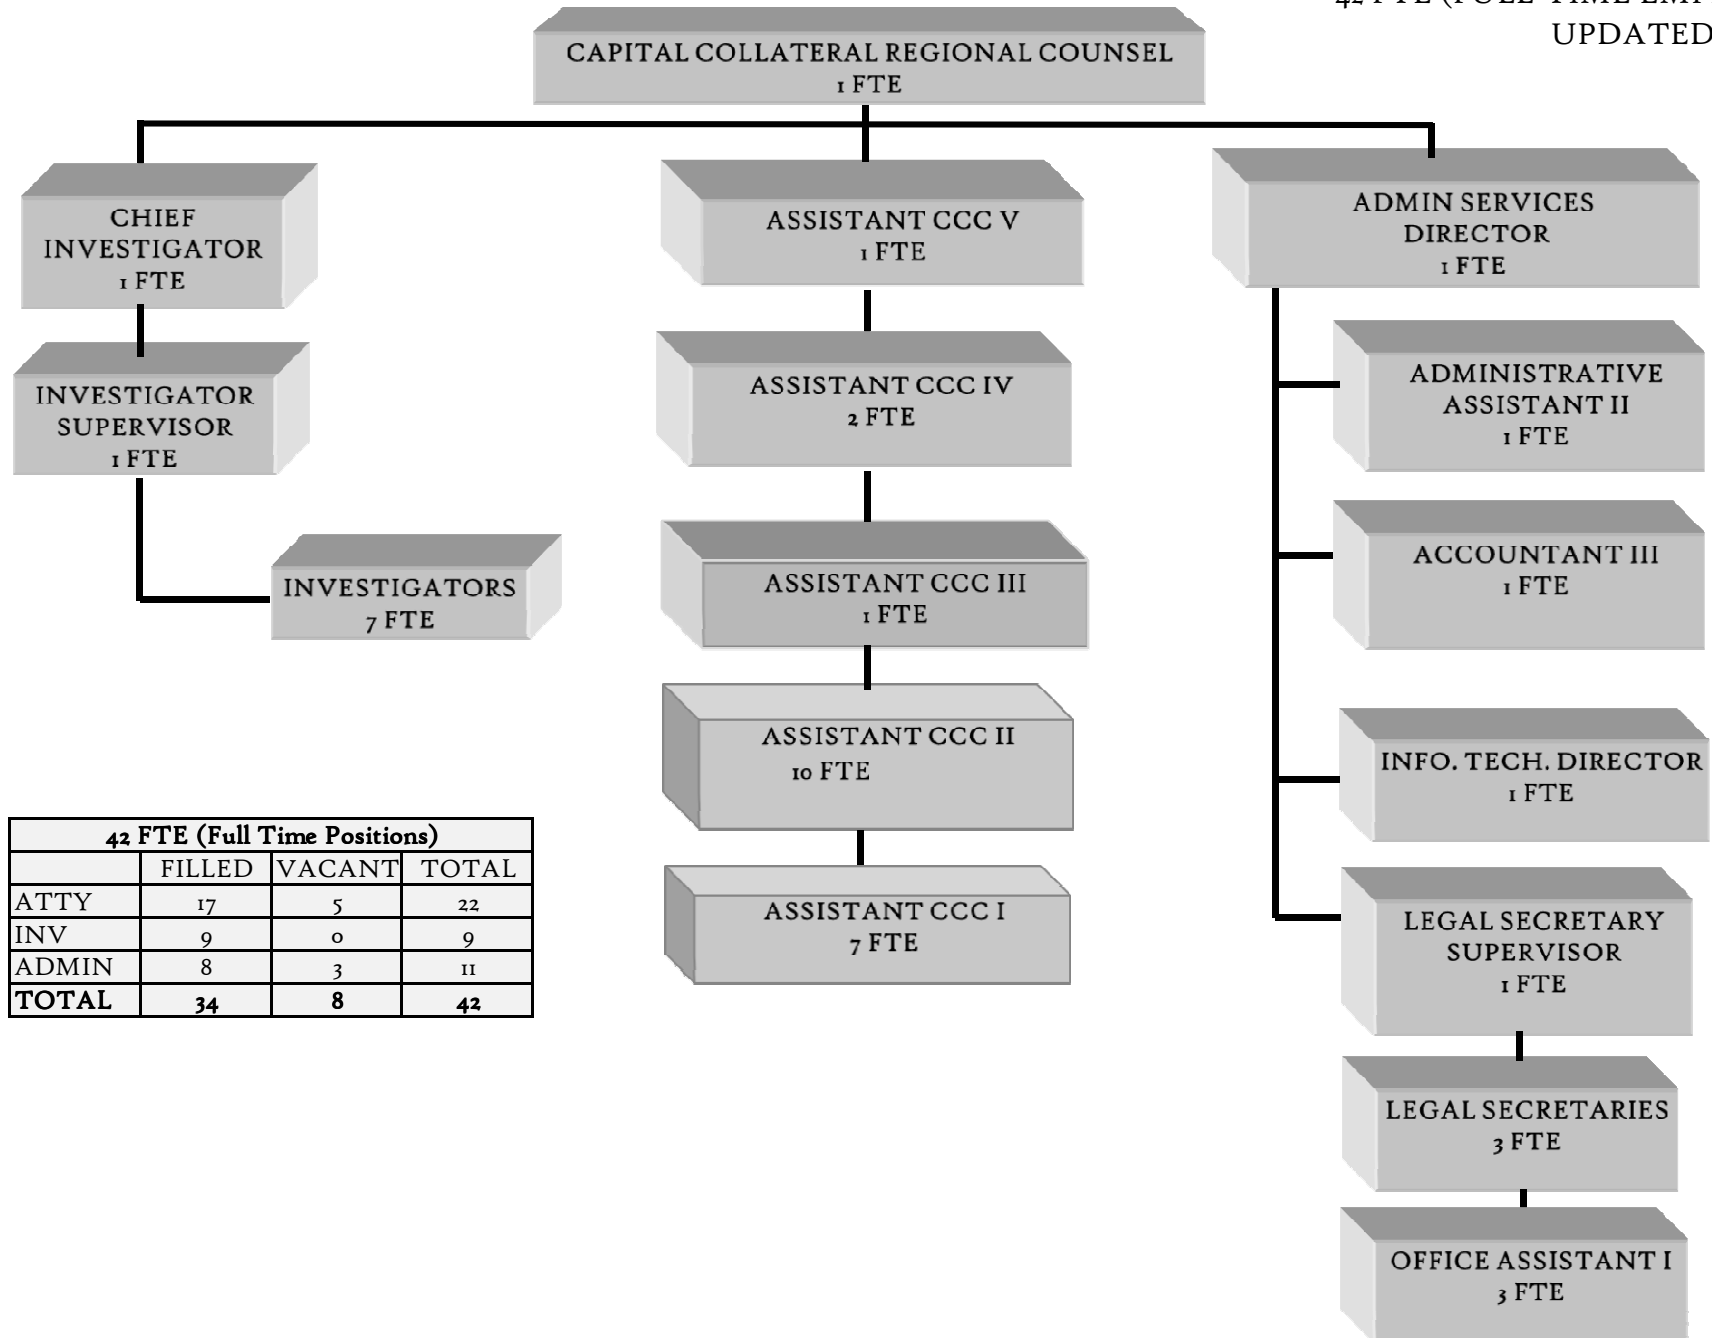 42 FTE (FULL
UPDATED
CAPITAL COLLATERAL REGIONAL COUNSEL
1 FTE
CHIEF
INVESTIGATOR
1 FTE
INVESTIGATOR
SUPERVISOR
1 FTE
INVESTIGATORS
7 FTE
ASSISTANT CCC V
1 FTE
ASSISTANT CCC IV
2 FTE
ASSISTANT CCC III
1 FTE
ASSISTANT CCC II
10 FTE
ASSISTANT CCC I
7 FTE
ADMIN SERVICES
DIRECTOR
1 FTE
ADMINISTRATIVE
ASSISTANT II
1 FTE
ACCOUNTANT III
1 FTE
INFO. TECH. DIRECTOR
1 FTE
LEGAL SECRETARY
SUPERVISOR
1 FTE
LEGAL SECRETARIES
3 FTE
OFFICE ASSISTANT I
3 FTE
42 FTE (Full Time Positions)
FILLED VACANT TOTAL
ATTY 17 5 22
INV 9 0 9
ADMIN 8 3 11
TOTAL 34 8 42